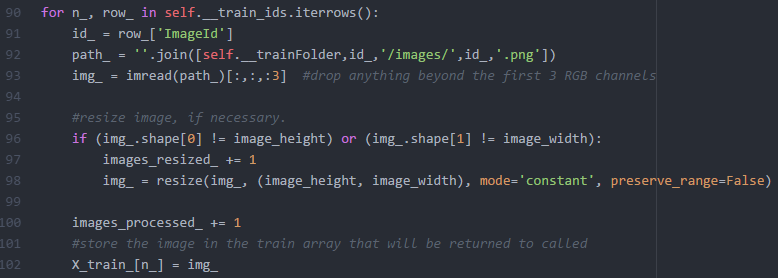 90 for n_, row_ in self.__train_ids.iterrows():
91     id_ = row_['ImageId']
92     path_ = ''.join([self.__trainFolder,id_,'/images/',id_,'.png'])
93     img_ = imread(path_)[:,:,:3]  #drop anything beyond the first 3 RGB channels
94
95     #resize image, if necessary.
96     if (img_.shape[0] != image_height) or (img_.shape[1] != image_width):
97         images_resized_ += 1
98         img_ = resize(img_, (image_height, image_width), mode='constant', preserve_range=False)
99
100     images_processed_ += 1
101     #store the image in the train array that will be returned to called
102     X_train_[n_] = img_